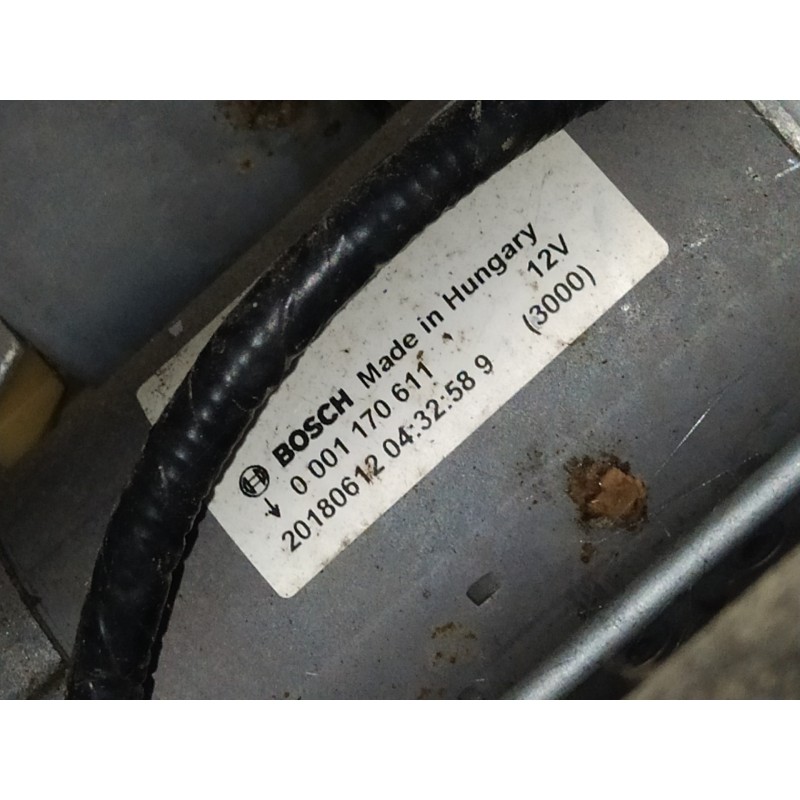 BOSCH Made in Hungary
0 001 170 611 12V
20180612 04:32:58 9 (3000)